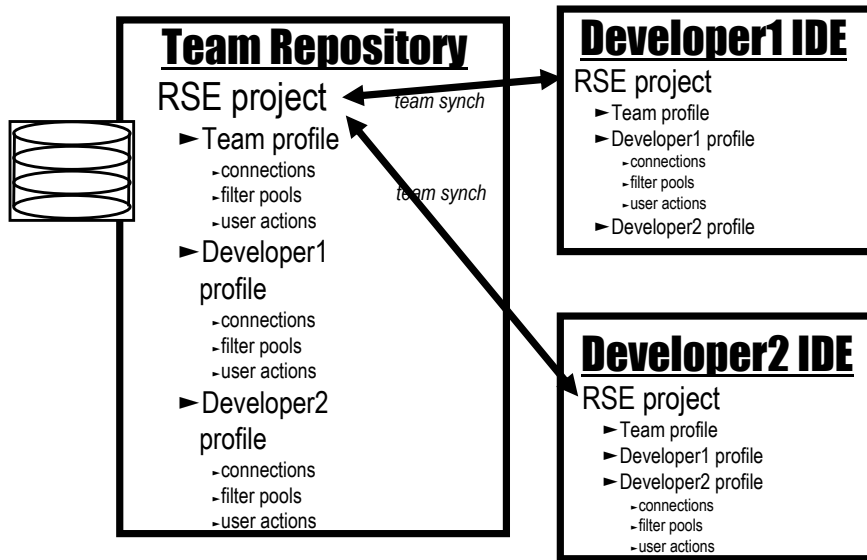 Team Repository
RSE project
►Team profile
►connections
►filter pools
►user actions
►Developer1
profile
►connections
►filter pools
►user actions
►Developer2
profile
►connections
►filter pools
►user actions
team synch
team synch
Developer1 IDE
RSE project
►Team profile
►Developer1 profile
►connections
►filter pools
►user actions
►Developer2 profile
Developer2 IDE
RSE project
►Team profile
►Developer1 profile
►Developer2 profile
►connections
►filter pools
►user actions